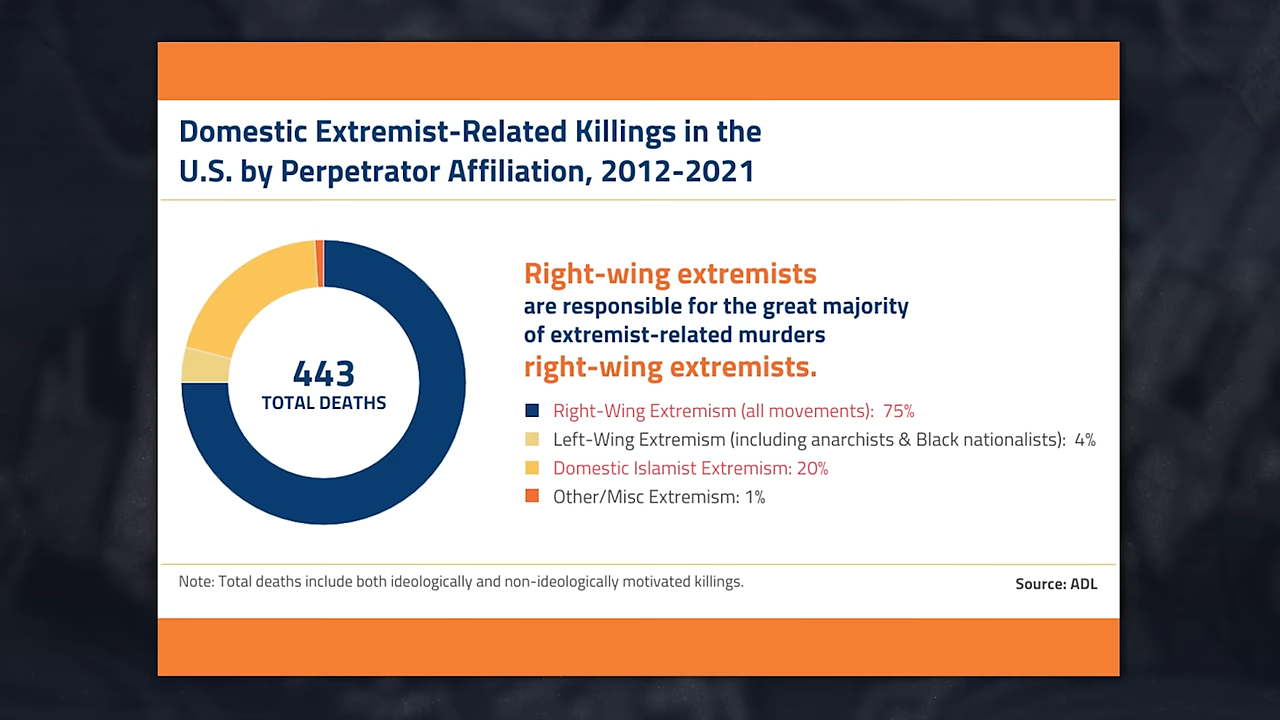 Domestic Extremist-Related Killings in the
U.S. by Perpetrator Affiliation, 2012-2021
443
TOTAL DEATHS
Right-wing extremists
are responsible for the great majority
of extremist-related murders
right-wing extremists.
Right-Wing Extremism (all movements): 75%
Left-Wing Extremism (including anarchists & Black nationalists): 4%
Domestic Islamist Extremism: 20%
Other/Misc Extremism: 1%
Note: Total deaths include both ideologically and non-ideologically motivated killings.
Source: ADL